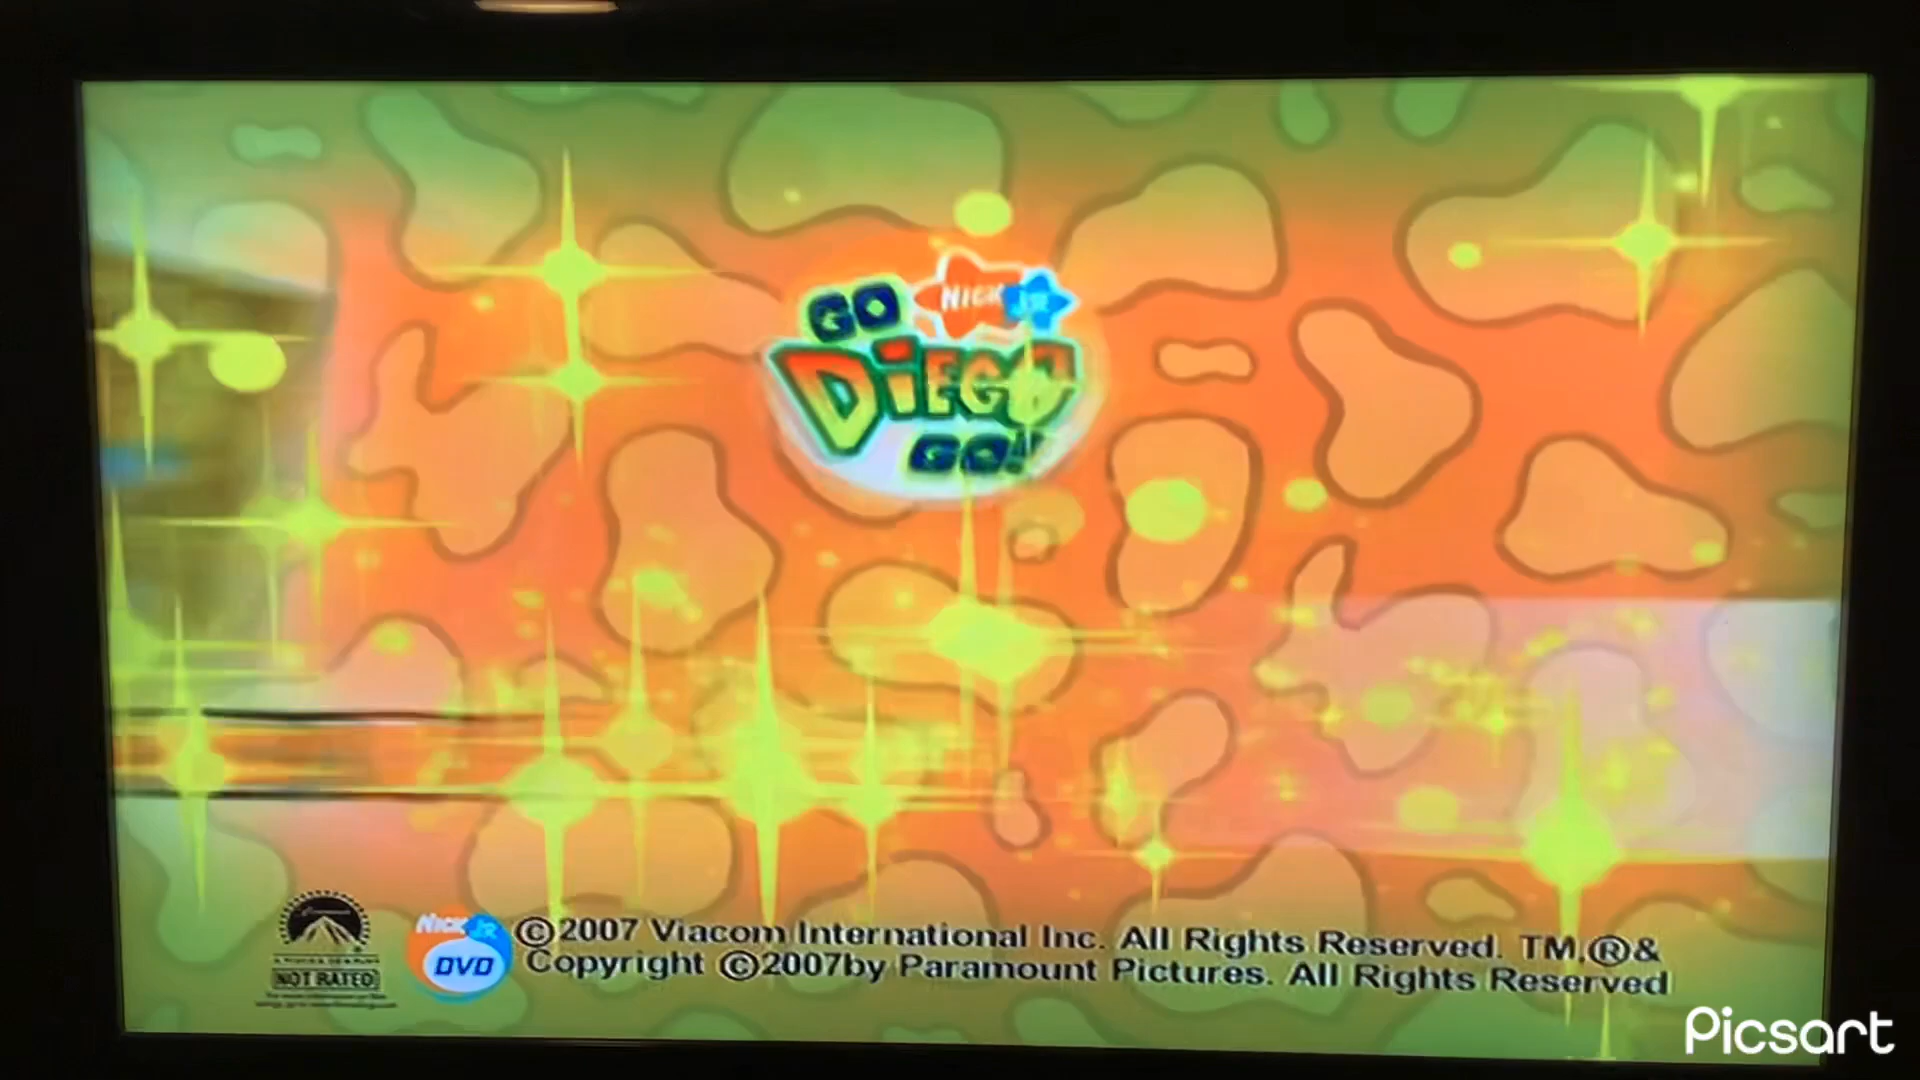 GO
NICK JR
DiEGO
GO!
NICK JR
DVD
NOT RATED
©2007 Viacom International Inc. All Rights Reserved. TM,®&
Copyright ©2007by Paramount Pictures. All Rights Reserved
Picsart